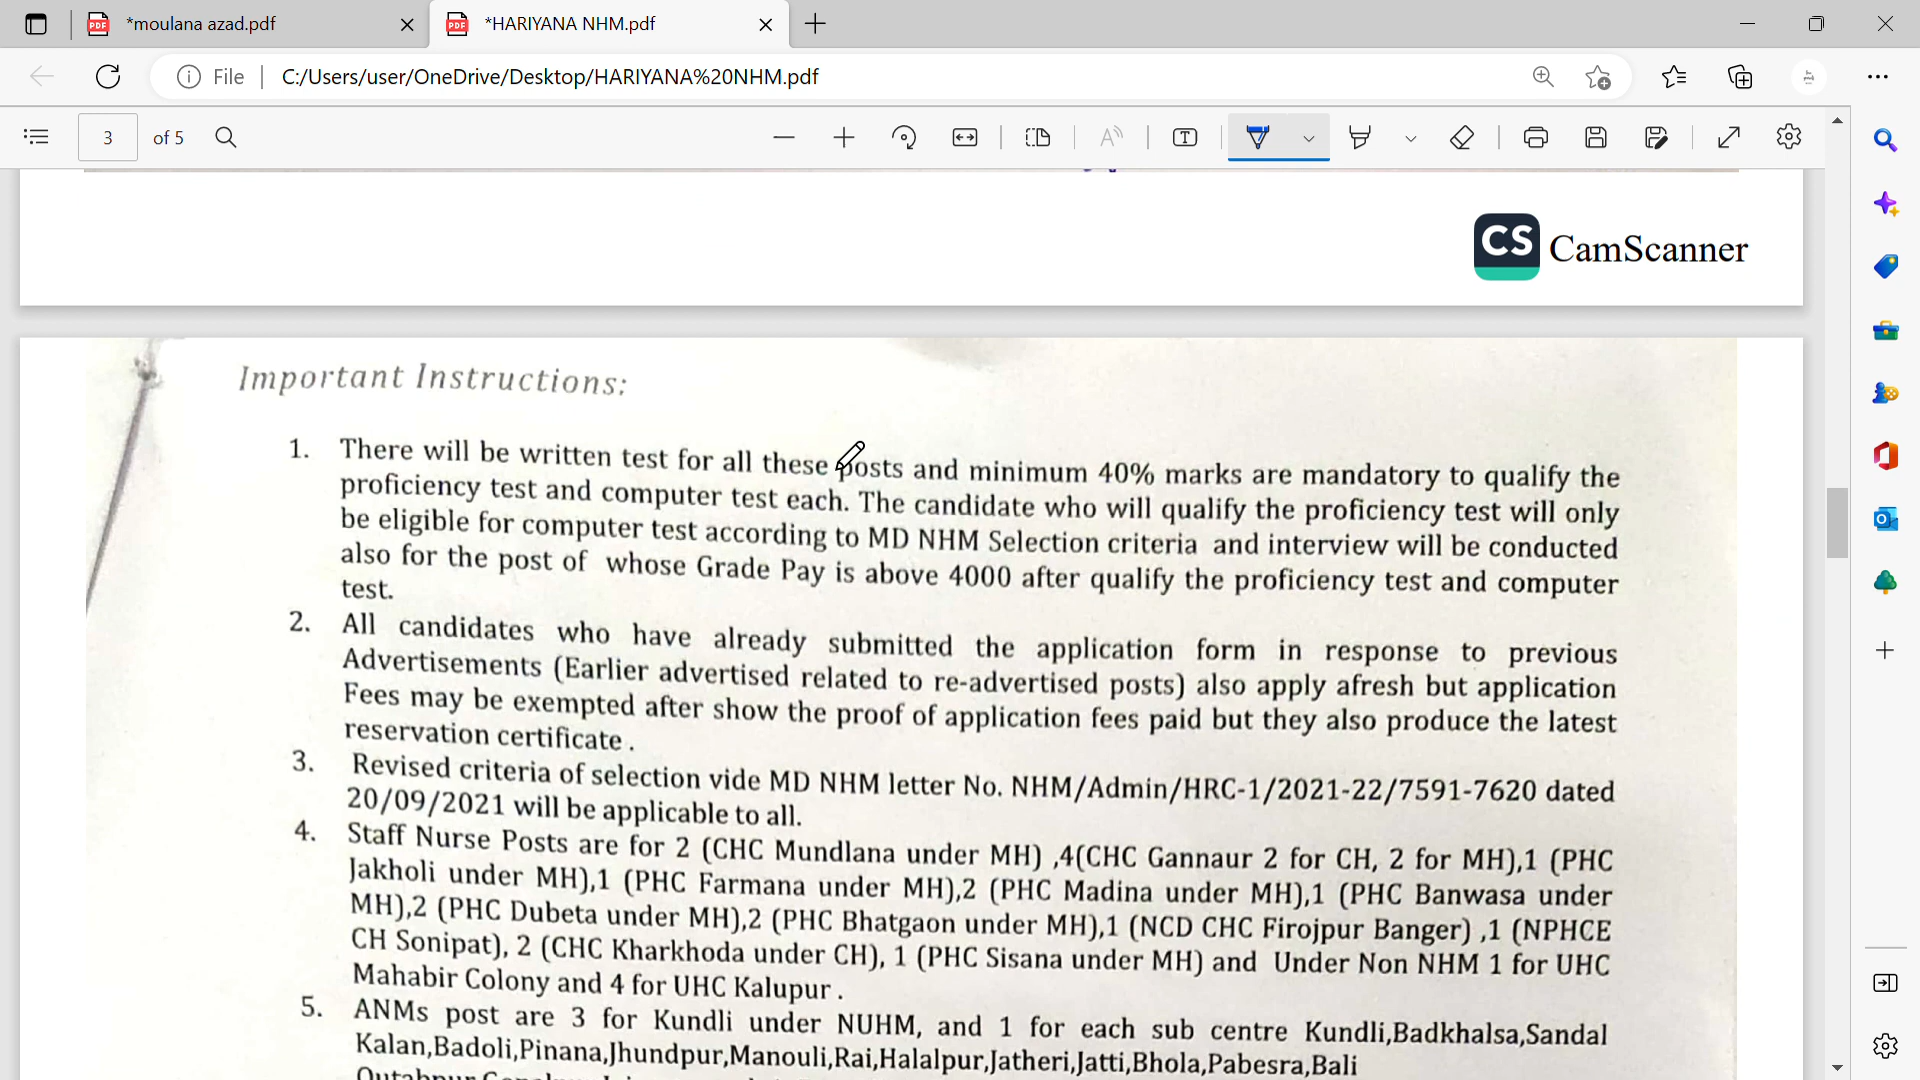 *moulana azad.pdf
*HARIYANA NHM.pdf
File
C:/Users/user/OneDrive/Desktop/HARIYANA%20NHM.pdf
3 of 5
CS CamScanner
Important Instructions:
1. There will be written test for all these posts and minimum 40% marks are mandatory to qualify the
proficiency test and computer test each. The candidate who will qualify the proficiency test will only
be eligible for computer test according to MD NHM Selection criteria and interview will be conducted
also for the post of whose Grade Pay is above 4000 after qualify the proficiency test and computer
test.
2. All candidates who have already submitted the application form in response to previous
Advertisements (Earlier advertised related to re-advertised posts) also apply afresh but application
Fees may be exempted after show the proof of application fees paid but they also produce the latest
reservation certificate .
3. Revised criteria of selection vide MD NHM letter No. NHM/Admin/HRC-1/2021-22/7591-7620 dated
20/09/2021 will be applicable to all.
4. Staff Nurse Posts are for 2 (CHC Mundlana under MH) ,4(CHC Gannaur 2 for CH, 2 for MH),1 (PHC
Jakholi under MH),1 (PHC Farmana under MH),2 (PHC Madina under MH),1 (PHC Banwasa under
MH),2 (PHC Dubeta under MH),2 (PHC Bhatgaon under MH),1 (NCD CHC Firojpur Banger) ,1 (NPHCE
CH Sonipat), 2 (CHC Kharkhoda under CH), 1 (PHC Sisana under MH) and Under Non NHM 1 for UHC
Mahabir Colony and 4 for UHC Kalupur .
5. ANMs post are 3 for Kundli under NUHM, and 1 for each sub centre Kundli,Badkhalsa,Sandal
Kalan,Badoli,Pinana,Jhundpur,Manouli,Rai,Halalpur,Jatheri,Jatti,Bhola,Pabesra,Bali